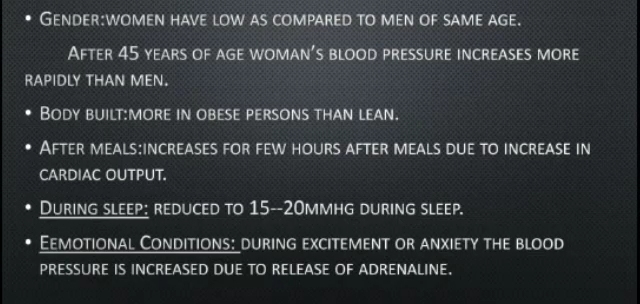 • GENDER:WOMEN HAVE LOW AS COMPARED TO MEN OF SAME AGE.
AFTER 45 YEARS OF AGE WOMAN'S BLOOD PRESSURE INCREASES MORE
RAPIDLY THAN MEN.
• BODY BUILT:MORE IN OBESE PERSONS THAN LEAN.
• AFTER MEALS:INCREASES FOR FEW HOURS AFTER MEALS DUE TO INCREASE IN
CARDIAC OUTPUT.
• DURING SLEEP: REDUCED TO 15--20MMHG DURING SLEEP.
• EEMOTIONAL CONDITIONS: DURING EXCITEMENT OR ANXIETY THE BLOOD
PRESSURE IS INCREASED DUE TO RELEASE OF ADRENALINE.